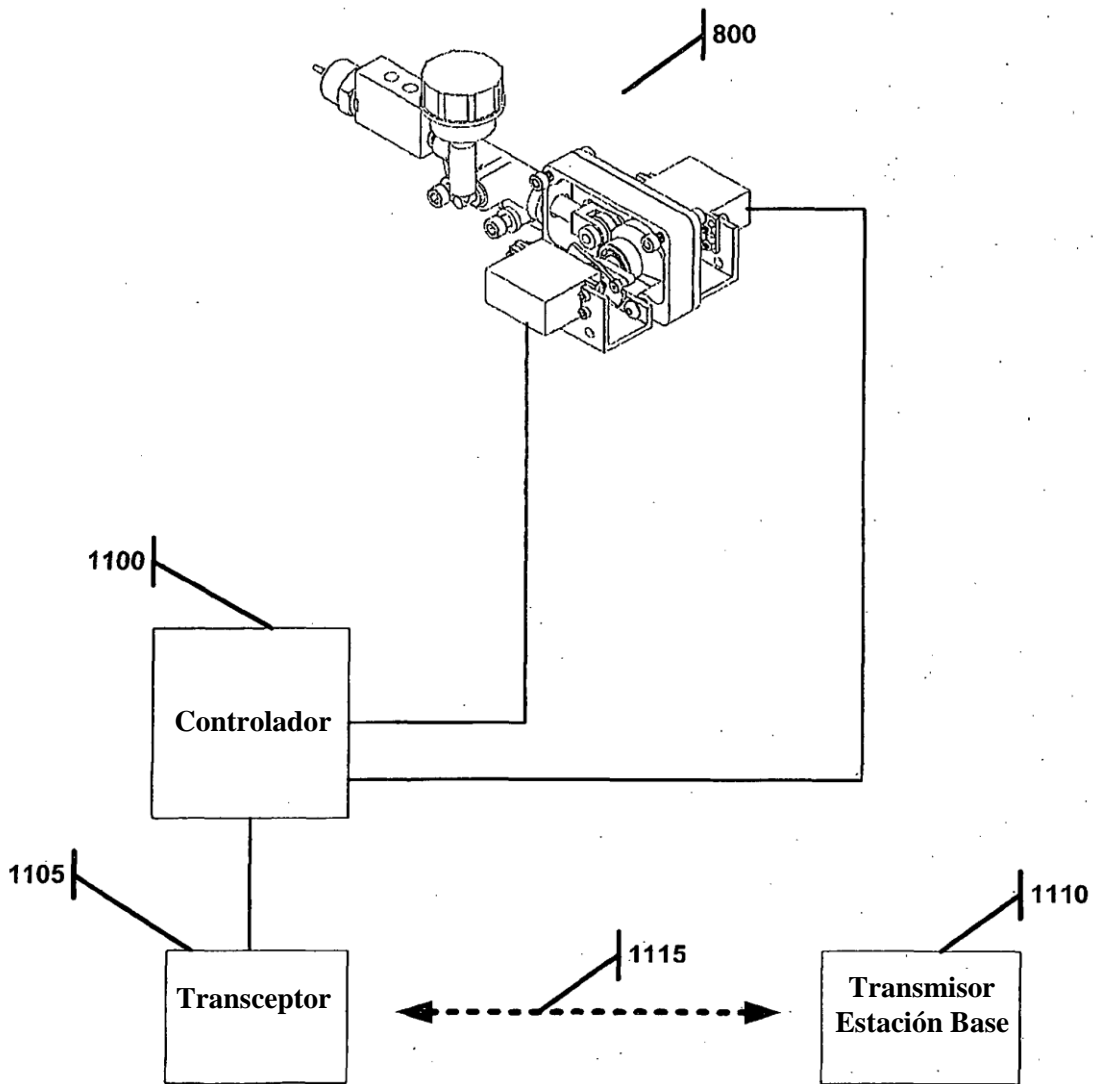 800
1100
Controlador
1105
1110
1115
Transceptor
Transmisor
Estación Base